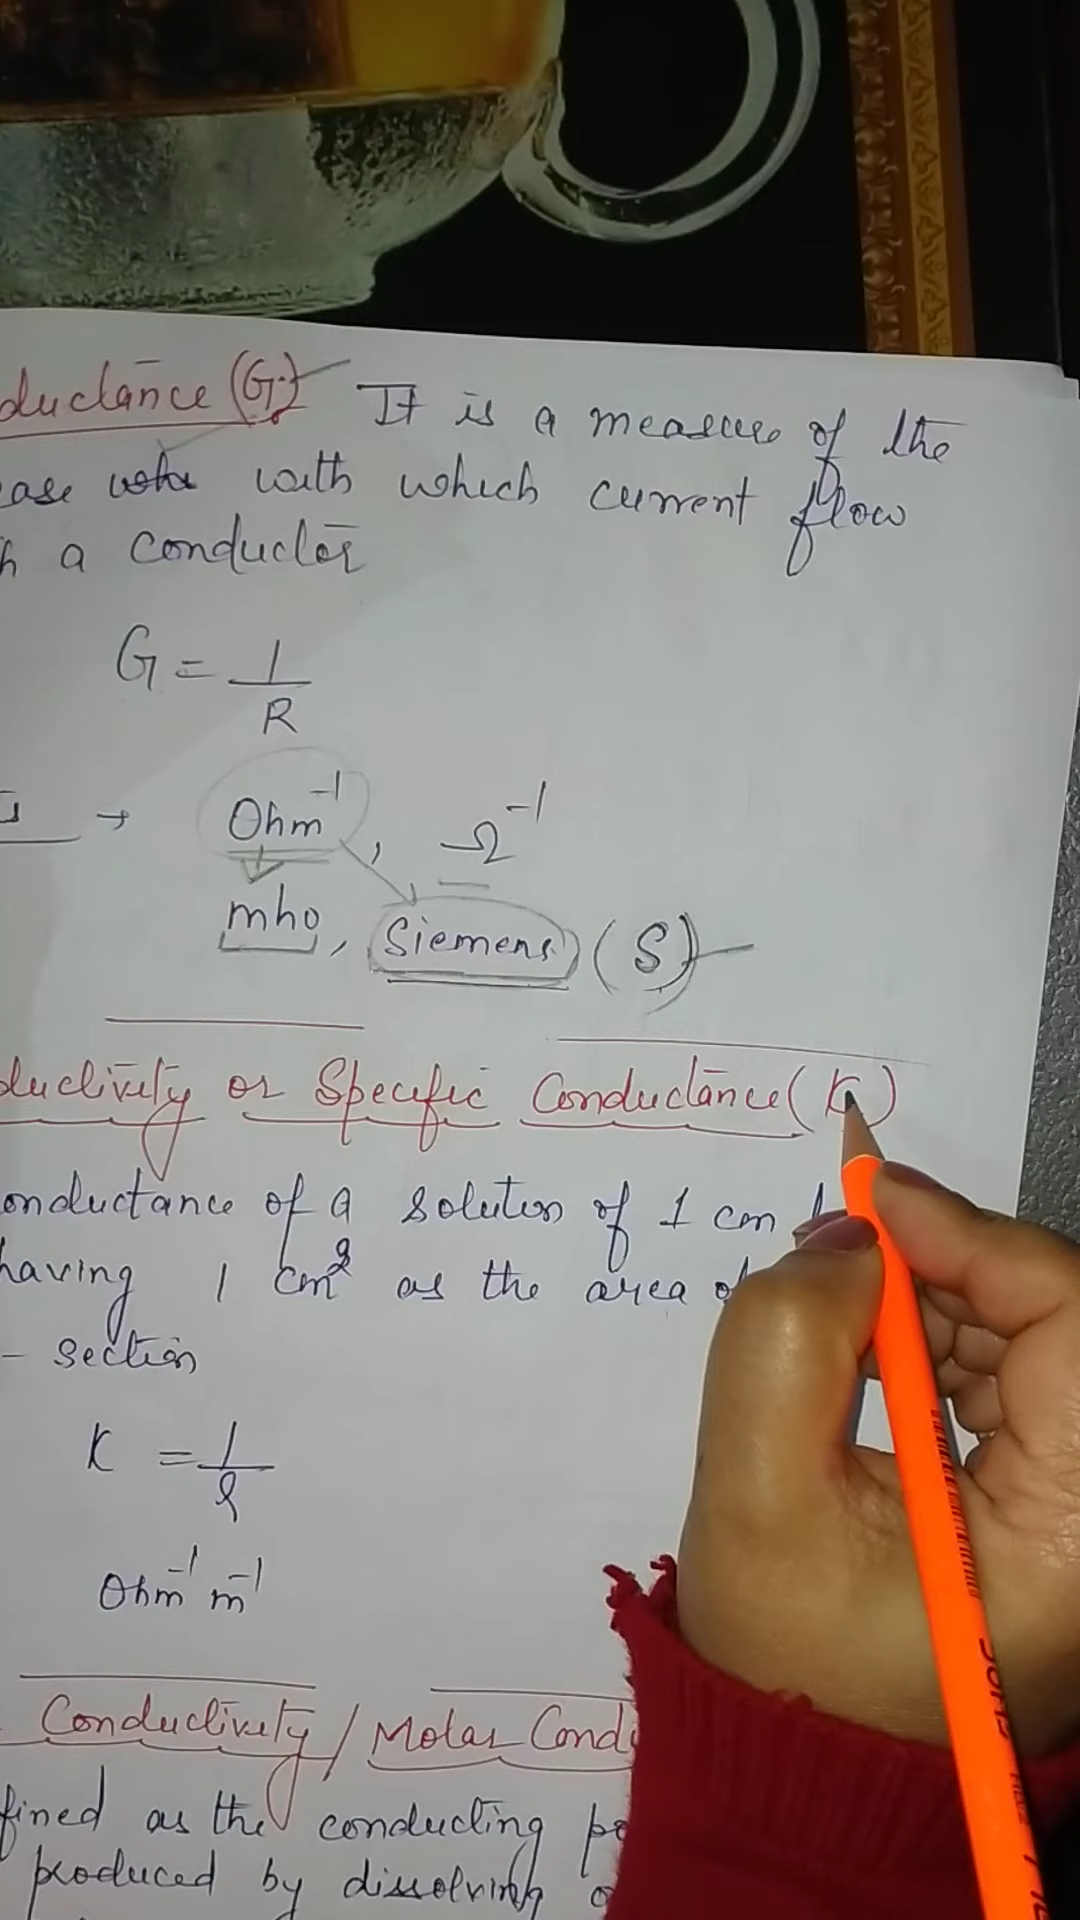 ductance (G) It is a measure of the
ease with which current flow
h a conductor
G = 1/R
→ Ohm⁻¹, Ω⁻¹
mho, Siemens (S)
ductivity or Specific Conductance (K)
onductance of a solution of 1 cm
having 1 cm² as the area of
- section
K = 1/ρ
Ohm⁻¹ m⁻¹
Conductivity / Molar Cond
fined as the conducting
produced by dissolving